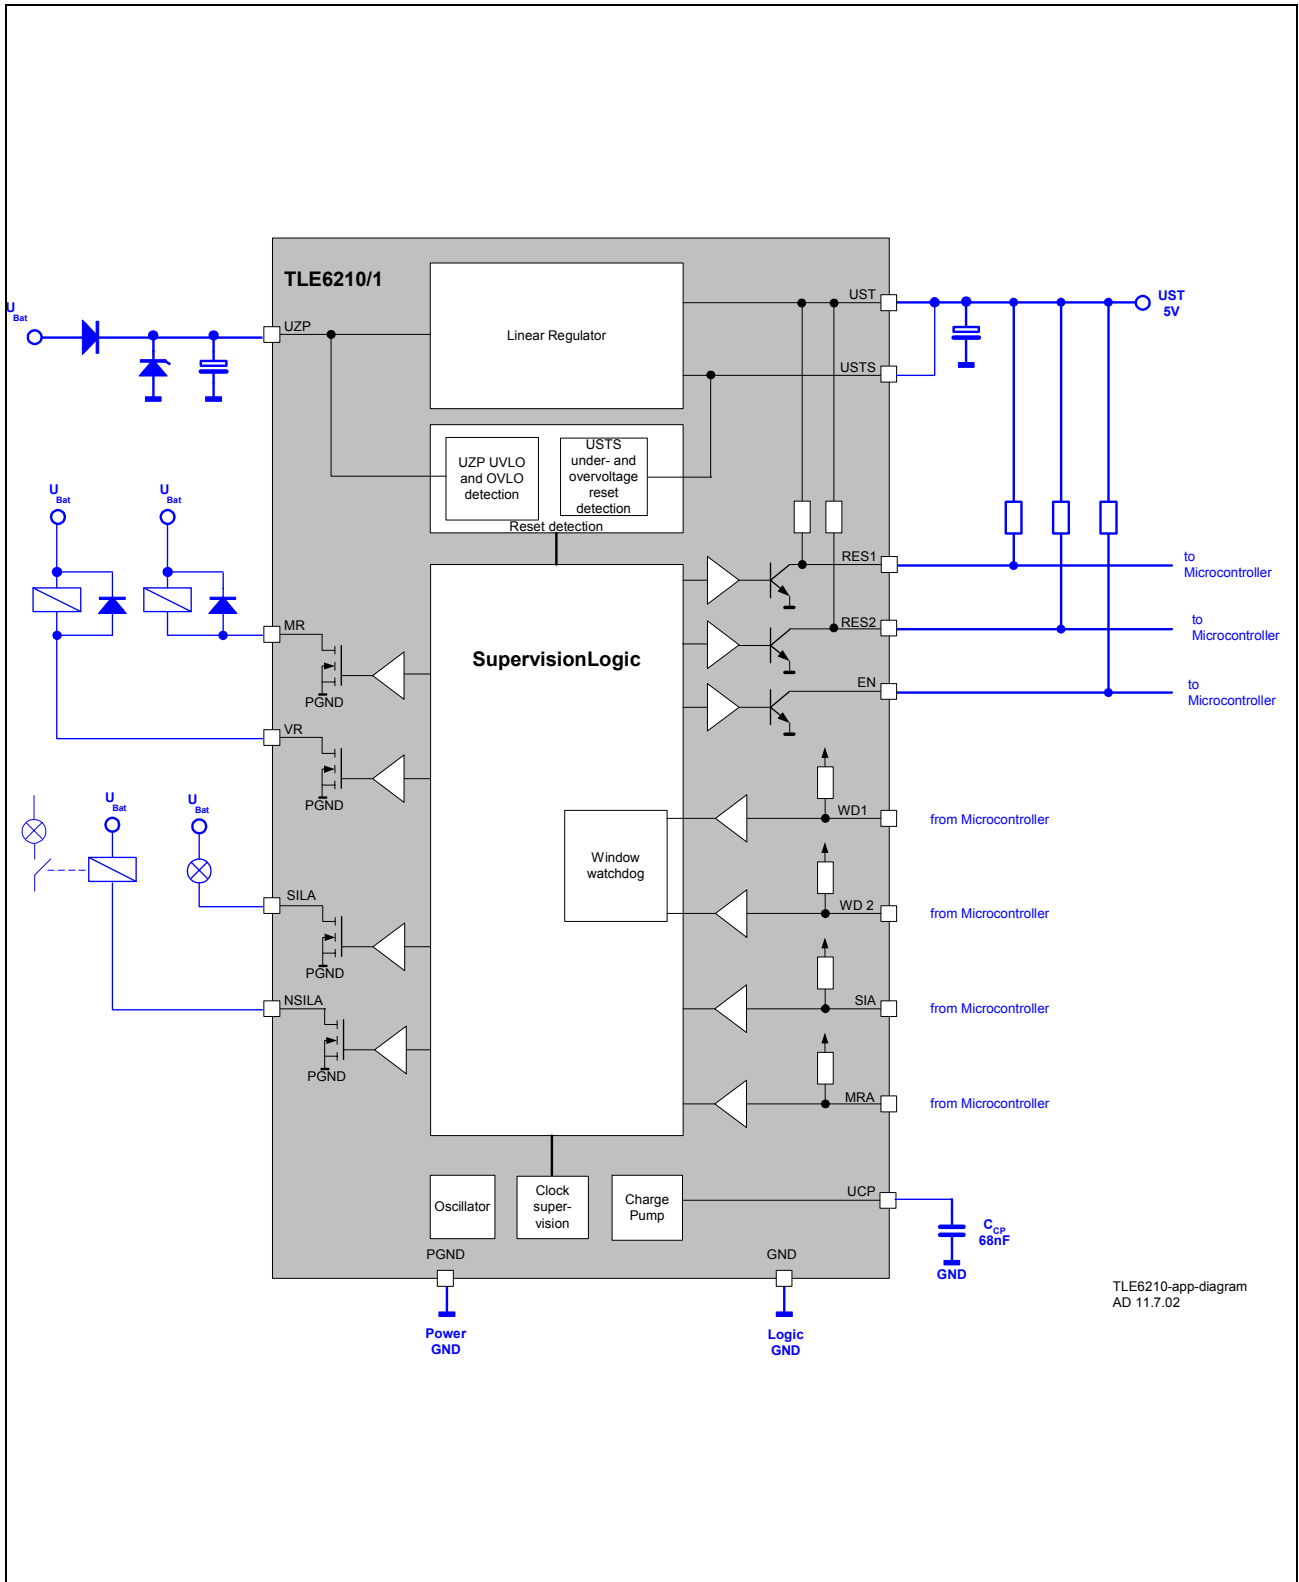 TLE6210/1
Linear Regulator
UST
UST
5V
U
Bat
UZP
USTS
UZP UVLO
and OVLO
detection
USTS
under- and
overvoltage
reset
detection
Reset detection
U
Bat
U
Bat
RES1
to
Microcontroller
MR
RES2
to
Microcontroller
SupervisionLogic
EN
to
Microcontroller
PGND
VR
PGND
U
Bat
U
Bat
WD1
from Microcontroller
Window
watchdog
SILA
WD 2
from Microcontroller
PGND
NSILA
SIA
from Microcontroller
PGND
MRA
from Microcontroller
Oscillator
Clock
super-
vision
Charge
Pump
UCP
CCP
68nF
GND
PGND
GND
Power
GND
Logic
GND
TLE6210-app-diagram
AD 11.7.02